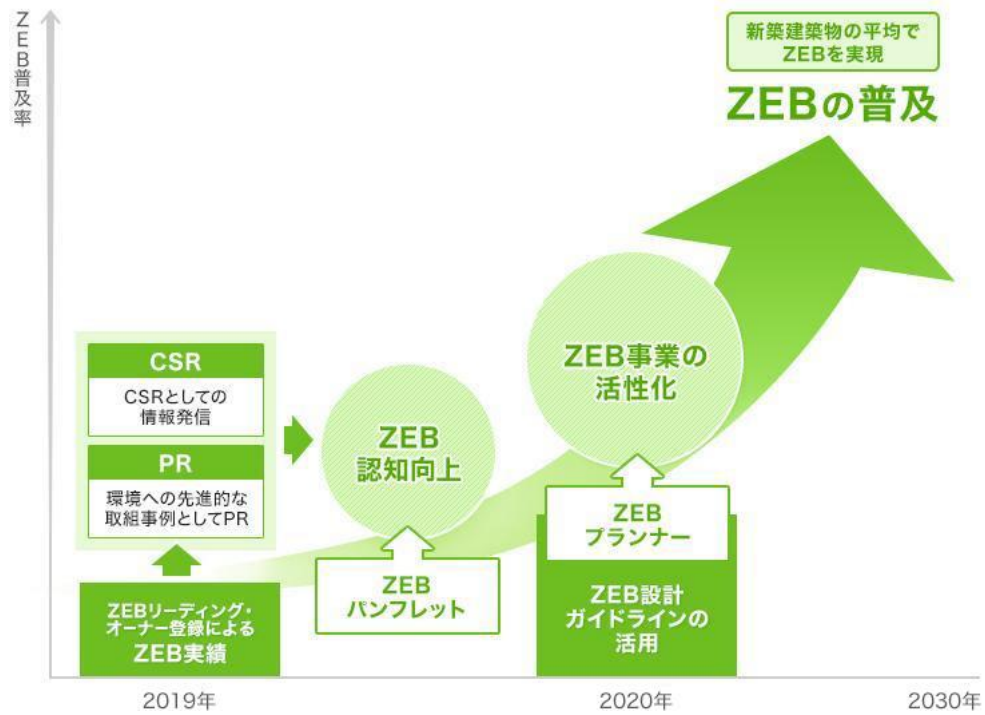 ZEB普及率
新築建築物の平均で
ZEBを実現
ZEBの普及
CSR
CSRとしての
情報発信
PR
環境への先進的な
取組事例としてPR
ZEBリーディング・
オーナー登録による
ZEB実績
ZEB
認知向上
ZEB
パンフレット
ZEB事業の
活性化
ZEB
プランナー
ZEB設計
ガイドラインの
活用
2019年
2020年
2030年